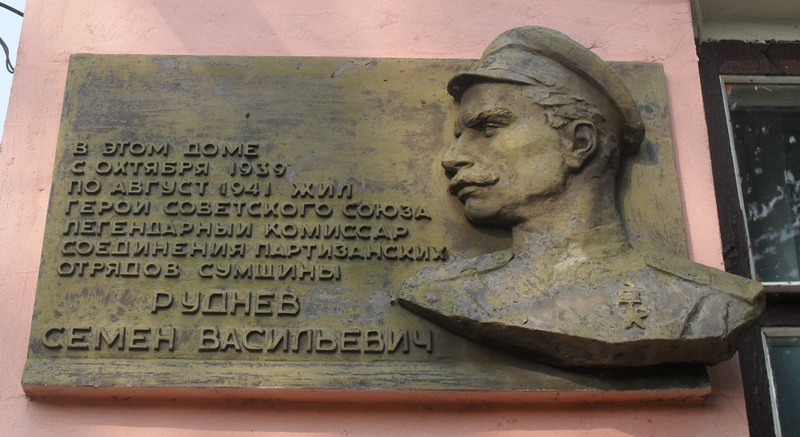 В ЭТОМ ДОМЕ
С ОКТЯБРЯ 1939
ПО АВГУСТ 1941 ЖИЛ
ГЕРОЙ СОВЕТСКОГО СОЮЗА
ЛЕГЕНДАРНЫЙ КОМИССАР
СОЕДИНЕНИЯ ПАРТИЗАНСКИХ
ОТРЯДОВ СУМЩИНЫ
РУДНЕВ
СЕМЕН ВАСИЛЬЕВИЧ